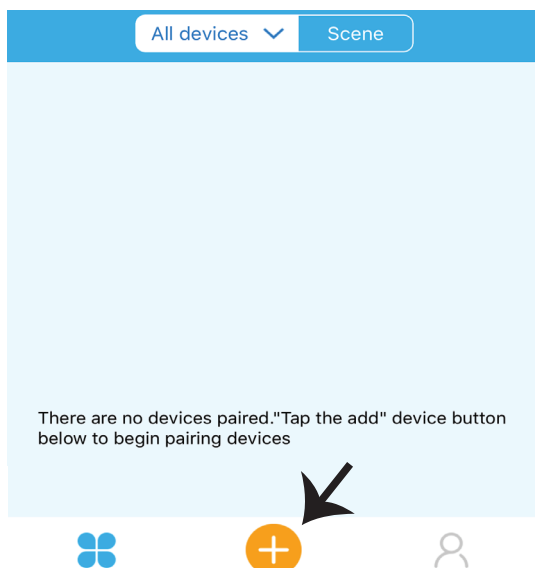 All devices Scene
There are no devices paired."Tap the add" device button
below to begin pairing devices